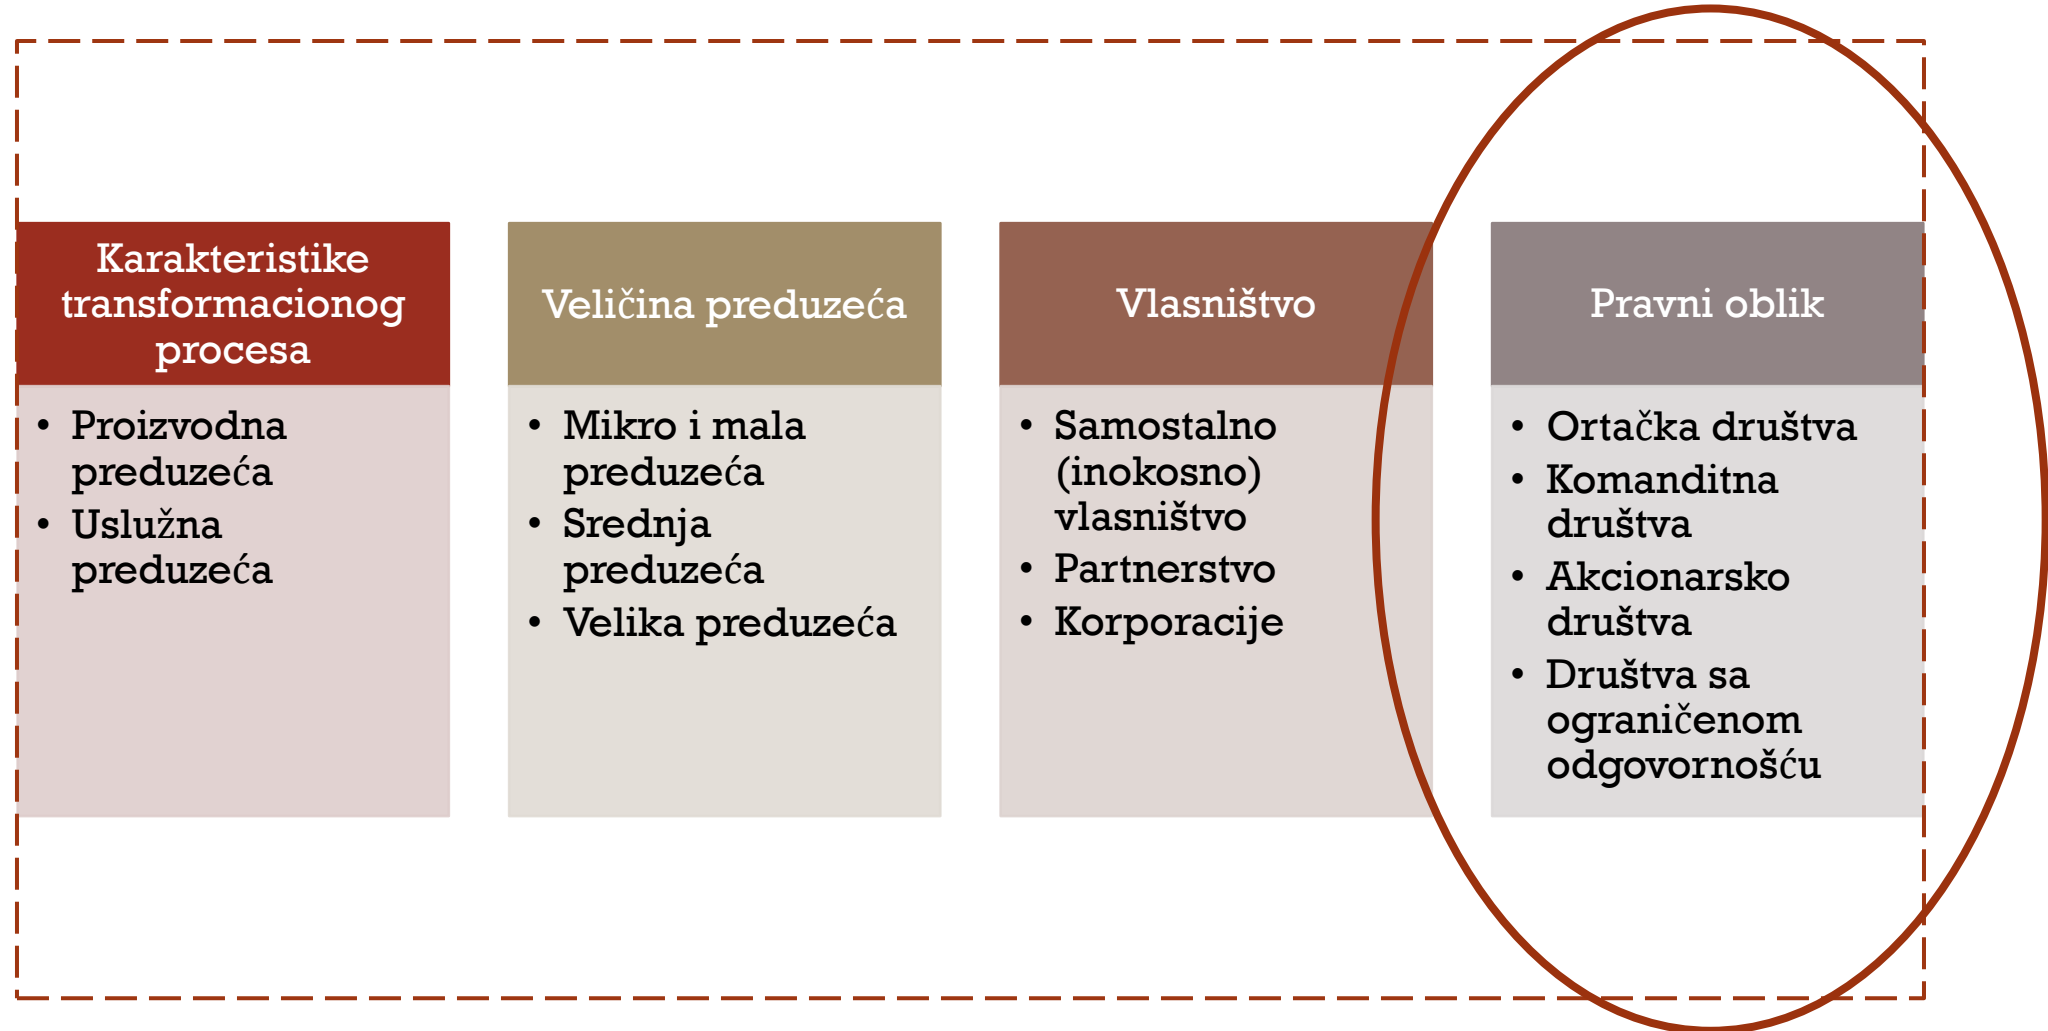 Karakteristike
transformacionog
procesa
• Proizvodna
preduzeća
• Uslužna
preduzeća
Veličina preduzeća
• Mikro i mala
preduzeća
• Srednja
preduzeća
• Velika preduzeća
Vlasništvo
• Samostalno
(inokosno)
vlasništvo
• Partnerstvo
• Korporacije
Pravni oblik
• Ortačka društva
• Komanditna
društva
• Akcionarsko
društva
• Društva sa
ograničenom
odgovornošću